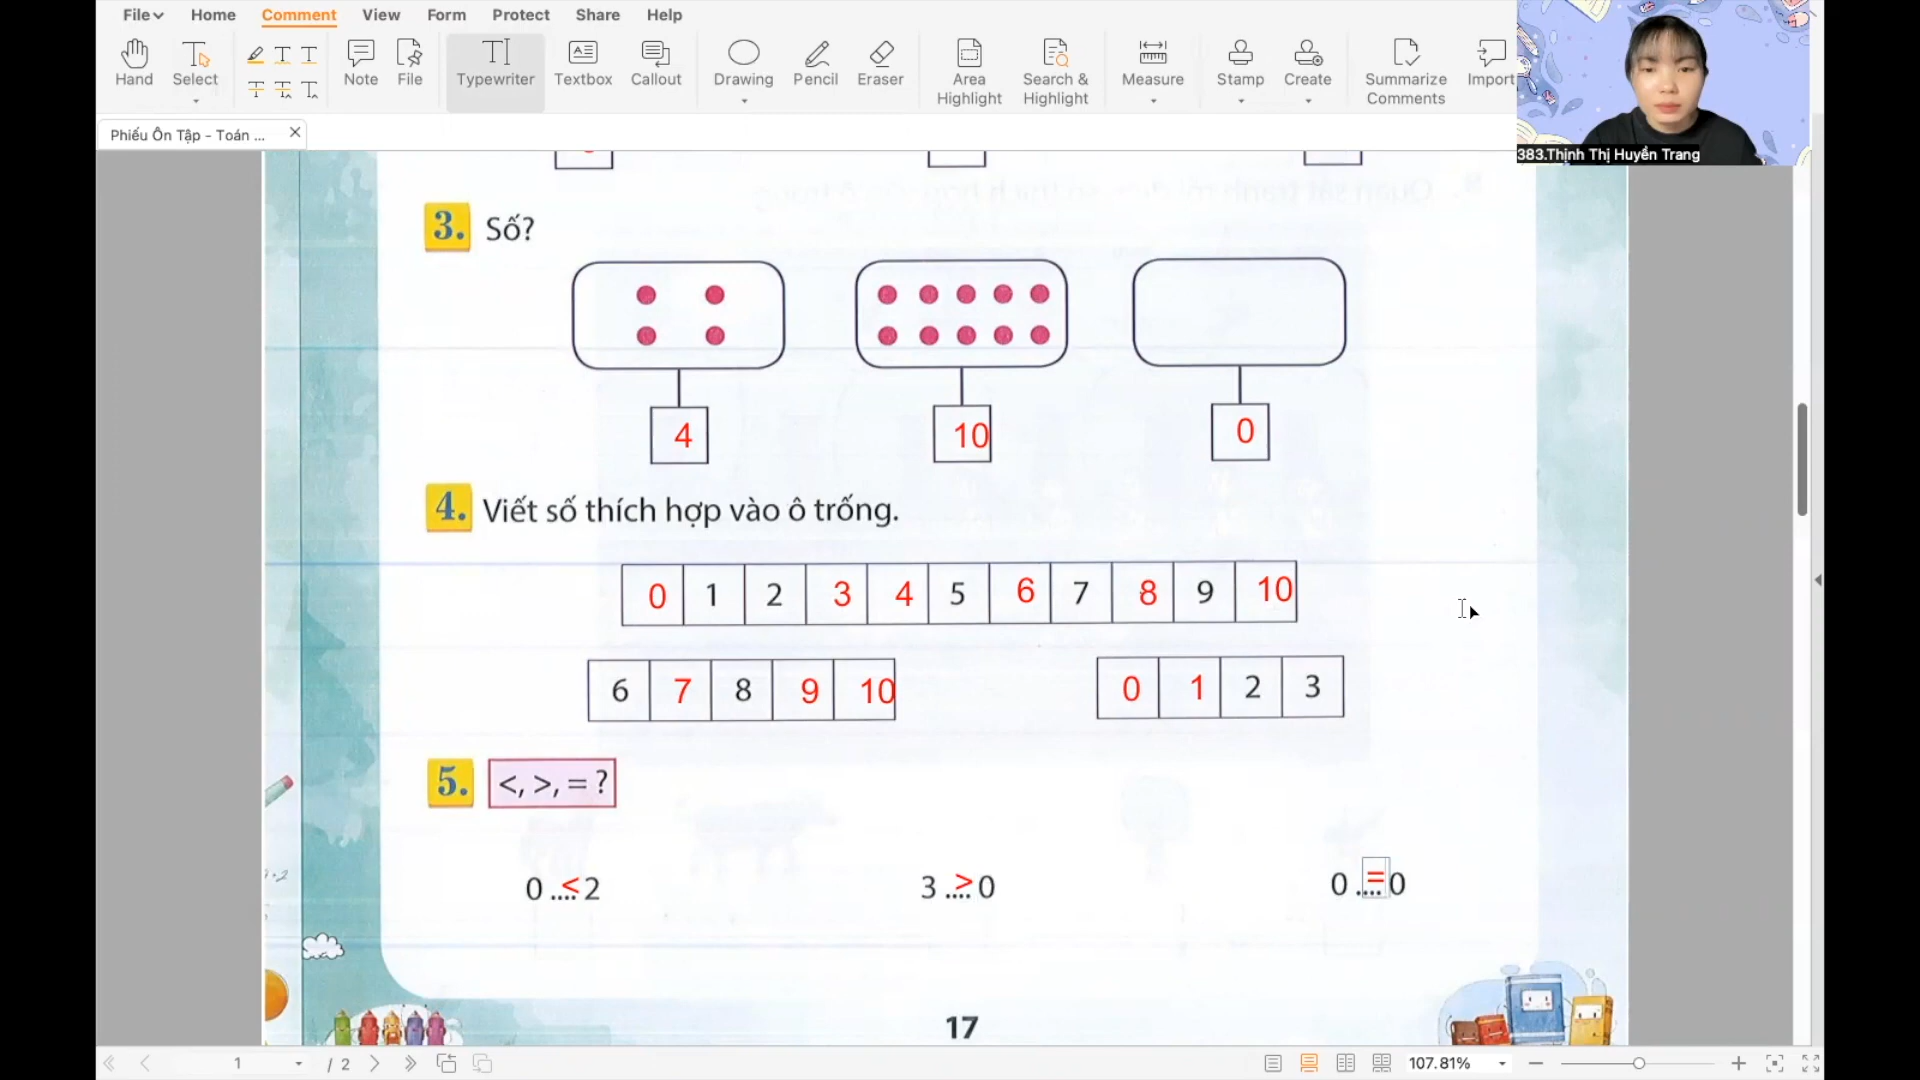 File Home Comment View Form Protect Share Help
Hand Select Note File Typewriter Textbox Callout Drawing Pencil Eraser Area Highlight Search & Highlight Measure Stamp Create Summarize Comments Import
383.Thịnh Thị Huyền Trang
Phiếu Ôn Tập - Toán ...
3. Số?
4 10 0
4. Viết số thích hợp vào ô trống.
0 1 2 3 4 5 6 7 8 9 10
6 7 8 9 10 0 1 2 3
5. <, >, = ?
0 ..<.. 2 3 ..>.. 0 0 ..=.. 0
17
1 / 2 107.81%